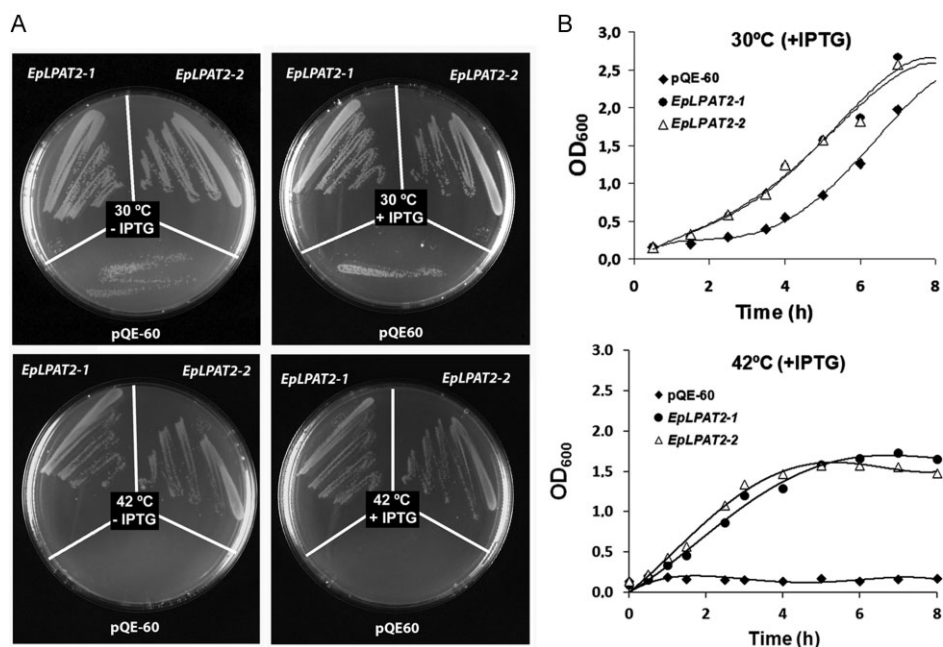 A
EpLPAT2-1
EpLPAT2-2
30 ºC
- IPTG
pQE-60
EpLPAT2-1
EpLPAT2-2
30 ºC
+ IPTG
pQE60
EpLPAT2-1
EpLPAT2-2
42 ºC
- IPTG
pQE-60
EpLPAT2-1
EpLPAT2-2
42 ºC
+ IPTG
pQE60
B
30ºC (+IPTG)
3,0
2,5
2,0
1,5
1,0
0,5
0,0
OD600
pQE-60
EpLPAT2-1
EpLPAT2-2
0 2 4 6 8
Time (h)
42ºC (+IPTG)
3.0
2.5
2.0
1.5
1.0
0.5
0.0
OD600
pQE-60
EpLPAT2-1
EpLPAT2-2
0 2 4 6 8
Time (h)